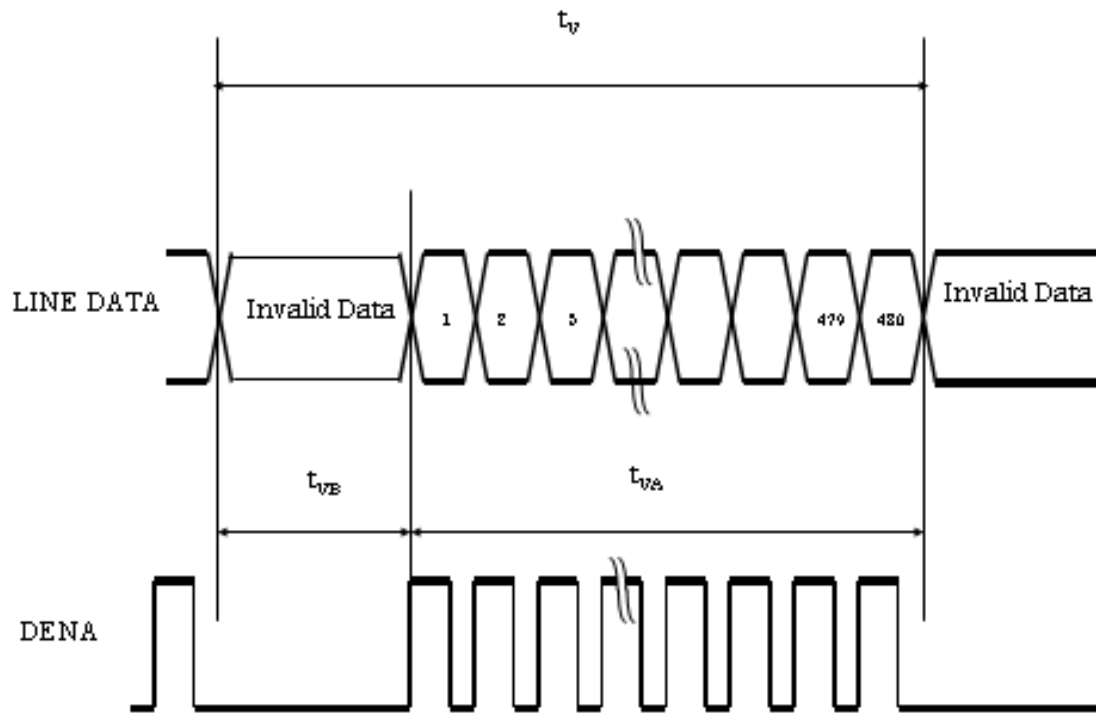 tV
LINE DATA
Invalid Data
1
2
3
479
480
Invalid Data
tVB
tVA
DENA